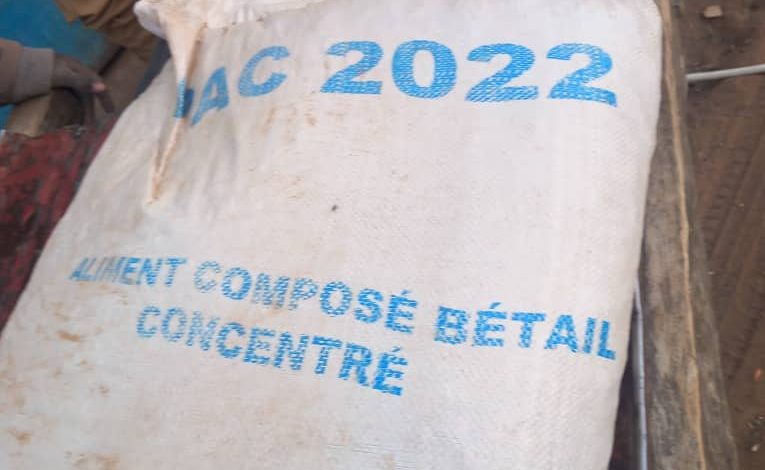 AC 2022
ALIMENT COMPOSÉ BÉTAIL
CONCENTRÉ